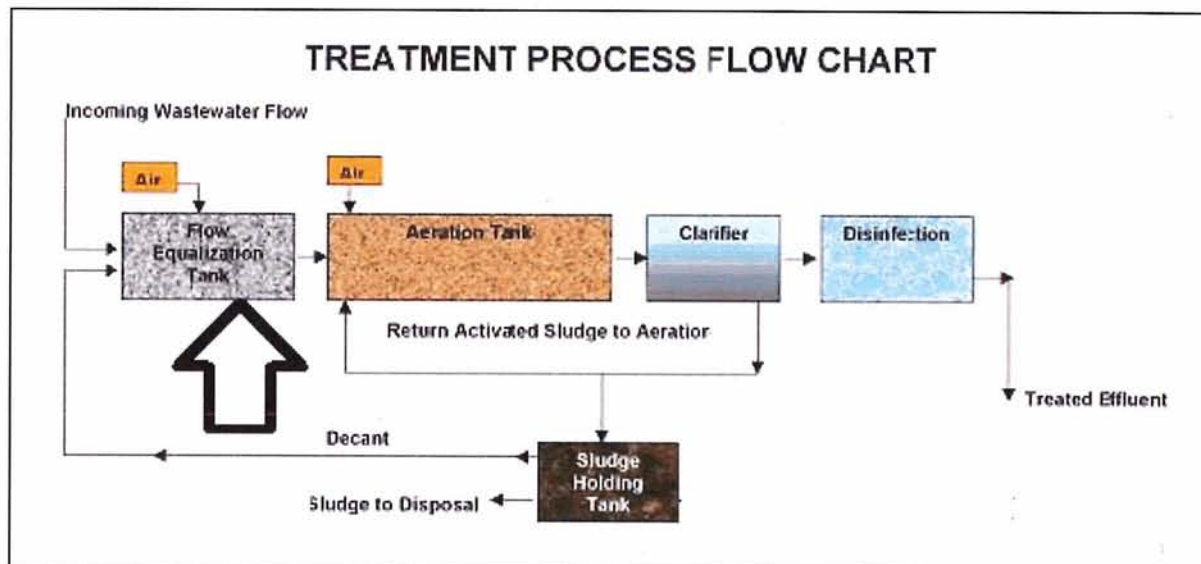 TREATMENT PROCESS FLOW CHART
Incoming Wastewater Flow
Air
Air
Flow
Equalization
Tank
Aeration Tank
Clarifier
Disinfection
Return Activated Sludge to Aeration
Treated Effluent
Decant
Sludge
Holding
Tank
Sludge to Disposal